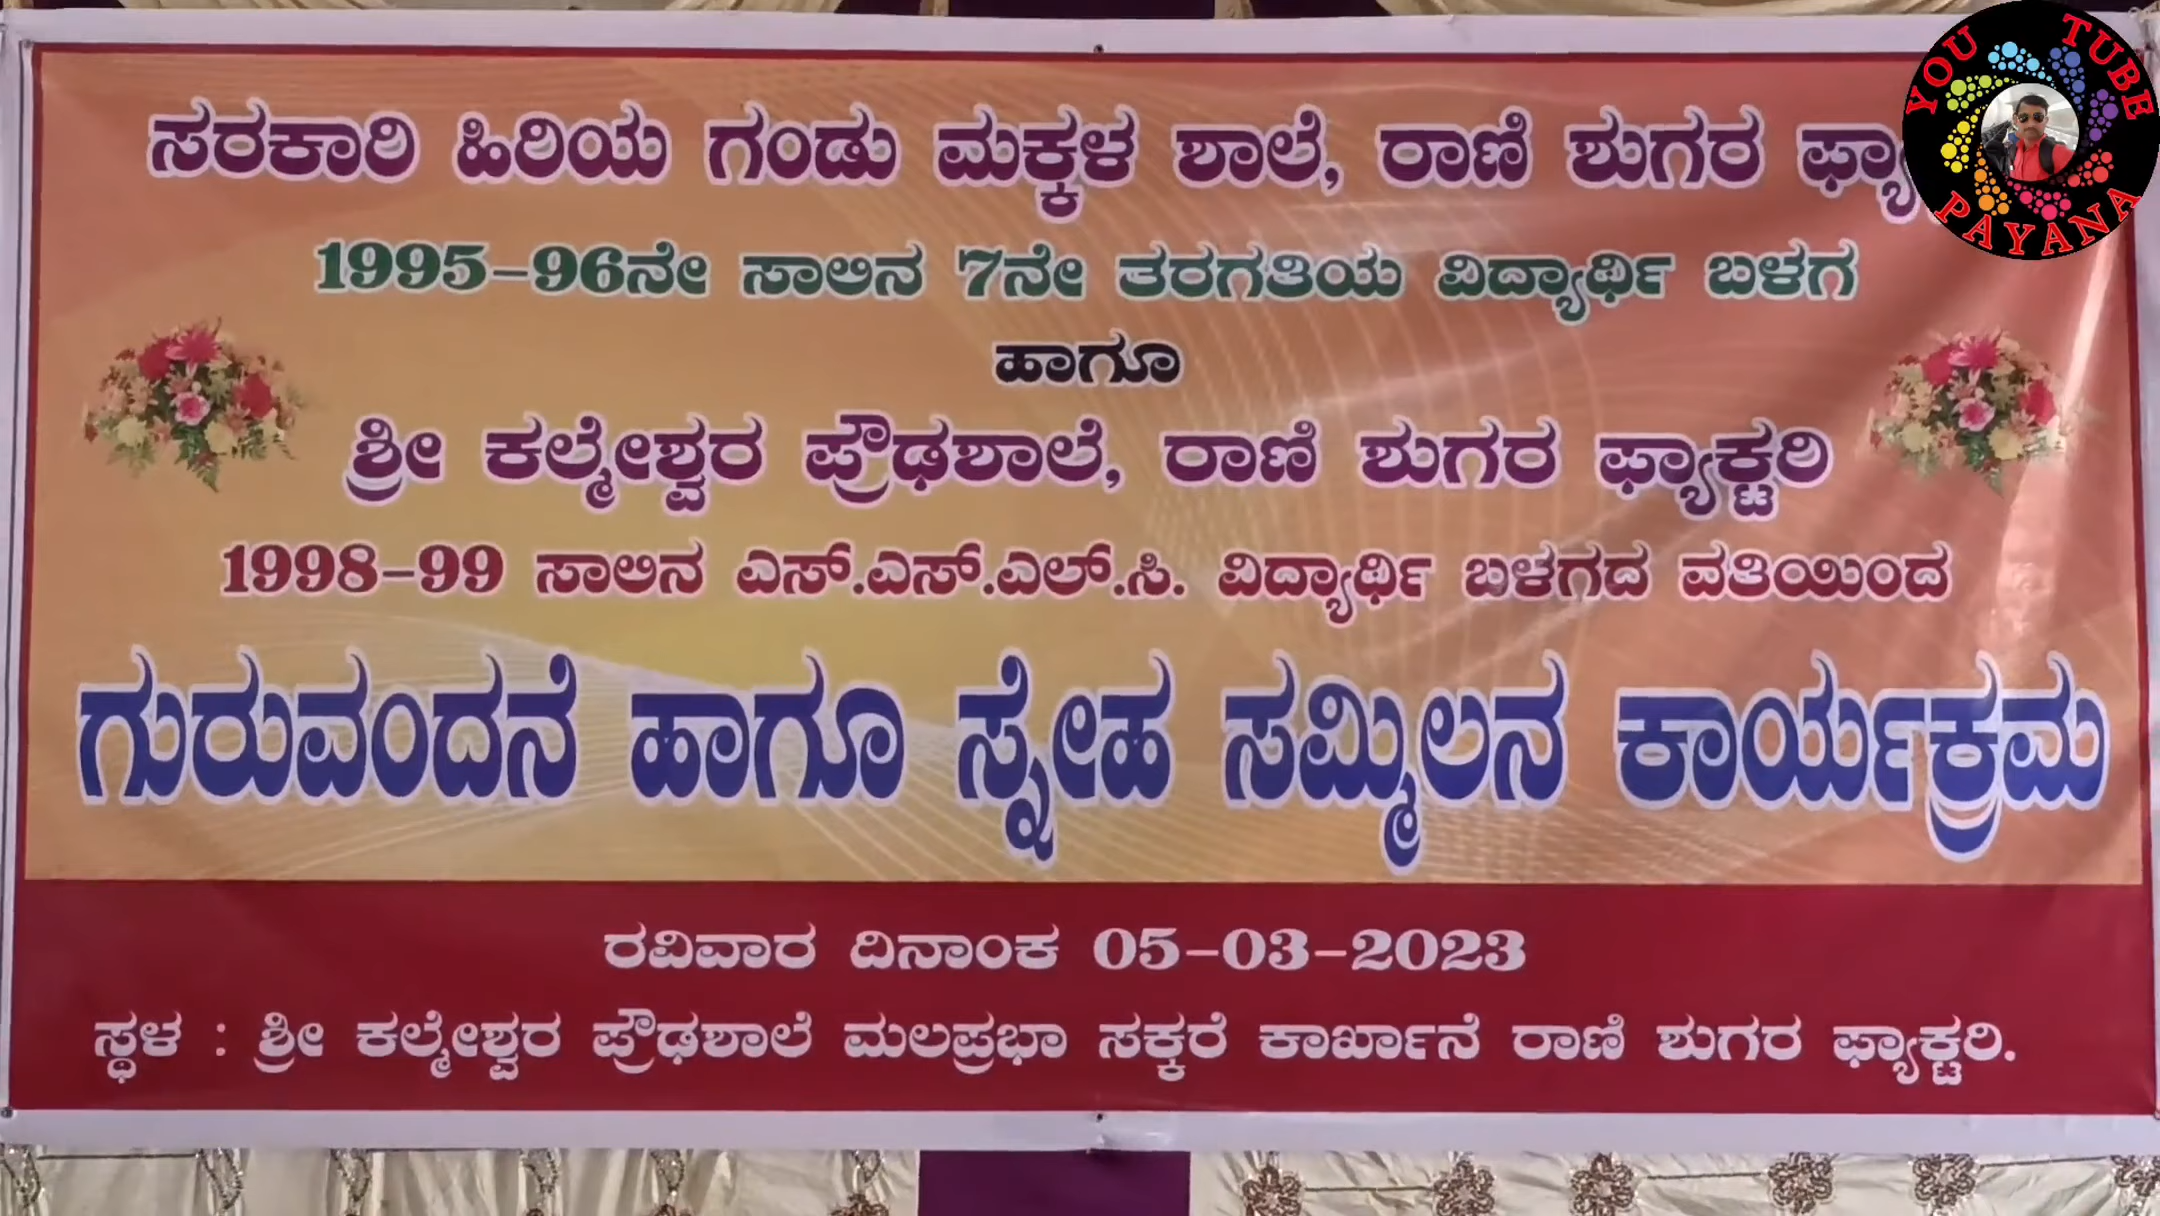 ಸರಕಾರಿ ಹಿರಿಯ ಗಂಡು ಮಕ್ಕಳ ಶಾಲೆ, ರಾಣಿ ಶುಗರ
1995-96ನೇ ಸಾಲಿನ 7ನೇ ತರಗತಿಯ ವಿದ್ಯಾರ್ಥಿ ಬಳಗ
ಹಾಗೂ
ಶ್ರೀ ಕಲ್ಮೇಶ್ವರ ಪ್ರೌಢಶಾಲೆ, ರಾಣಿ ಶುಗರ ಫ್ಯಾಕ್ಟರಿ
1998-99 ಸಾಲಿನ ಎಸ್.ಎಸ್.ಎಲ್.ಸಿ. ವಿದ್ಯಾರ್ಥಿ ಬಳಗದ ವತಿಯಿಂದ
ಗುರುವಂದನೆ ಹಾಗೂ ಸ್ನೇಹ ಸಮ್ಮಿಲನ ಕಾರ್ಯಕ್ರಮ
ರವಿವಾರ ದಿನಾಂಕ 05-03-2023
ಸ್ಥಳ : ಶ್ರೀ ಕಲ್ಮೇಶ್ವರ ಪ್ರೌಢಶಾಲೆ ಮಲಪ್ರಭಾ ಸಕ್ಕರೆ ಕಾರ್ಖಾನೆ ರಾಣಿ ಶುಗರ ಫ್ಯಾಕ್ಟರಿ.
YOU TUBE
PAYANA